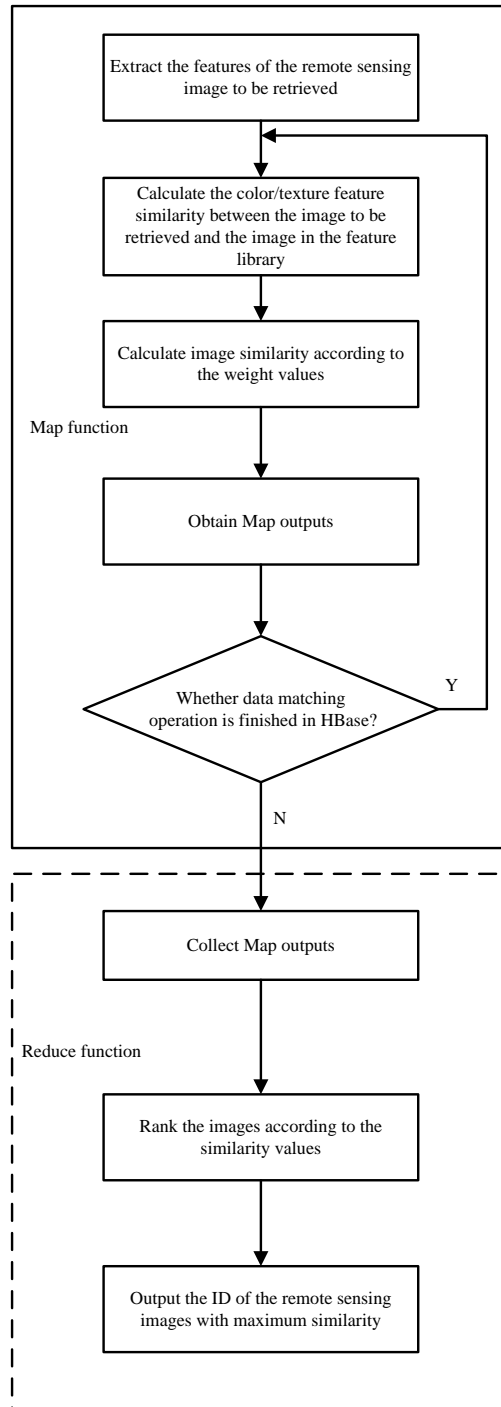 Extract the features of the remote sensing
image to be retrieved
Calculate the color/texture feature
similarity between the image to be
retrieved and the image in the feature
library
Calculate image similarity according to
the weight values
Map function
Obtain Map outputs
Whether data matching
operation is finished in HBase?
Y
N
Collect Map outputs
Reduce function
Rank the images according to the
similarity values
Output the ID of the remote sensing
images with maximum similarity